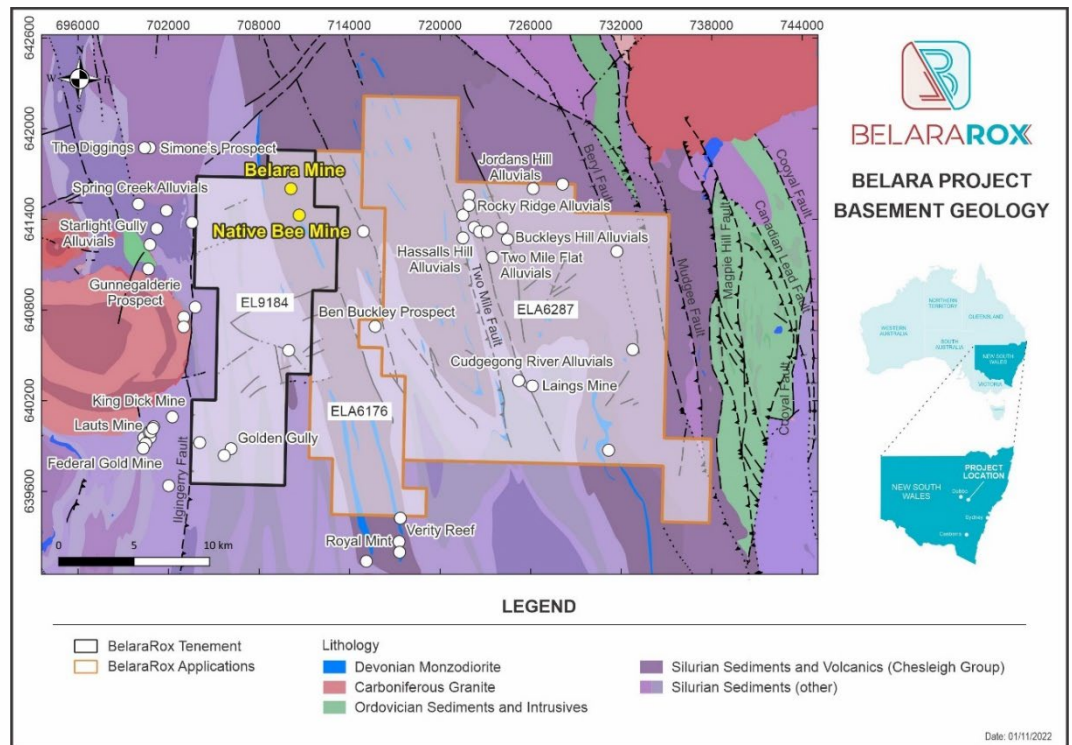 696000 702000 708000 714000 720000 726000 732000 738000 744000
642600
642000
641400
640800
640200
639600
N
W E
S
The Diggings
Simone's Prospect
Belara Mine
Spring Creek Alluvials
Native Bee Mine
Starlight Gully
Alluvials
Gunnegalderie
Prospect
EL9184
Ben Buckley Prospect
Jordans Hill
Alluvials
Rocky Ridge Alluvials
Buckleys Hill Alluvials
Hassalls Hill
Alluvials
Two Mile Flat
Alluvials
Two Mile Fault
ELA6287
Cudgegong River Alluvials
Laings Mine
King Dick Mine
Lauts Mine
Federal Gold Mine
Ilgingerry Fault
Golden Gully
ELA6176
Verity Reef
Royal Mint
Beryl Fault
Mudgee Fault
Magpie Hill Fault
Canadian Lead Fault
Cooyal Fault
Cooyal Fault
0 5 10 km
BELARAROX
BELARA PROJECT
BASEMENT GEOLOGY
NORTHERN
TERRITORY
QUEENSLAND
WESTERN
AUSTRALIA
SOUTH
AUSTRALIA
NEW SOUTH
WALES
VICTORIA
PROJECT
LOCATION
NEW SOUTH
WALES
Dubbo
Sydney
Canberra
LEGEND
BelaraRox Tenement
BelaraRox Applications
Lithology
Devonian Monzodiorite
Carboniferous Granite
Ordovician Sediments and Intrusives
Silurian Sediments and Volcanics (Chesleigh Group)
Silurian Sediments (other)
Date: 01/11/2022